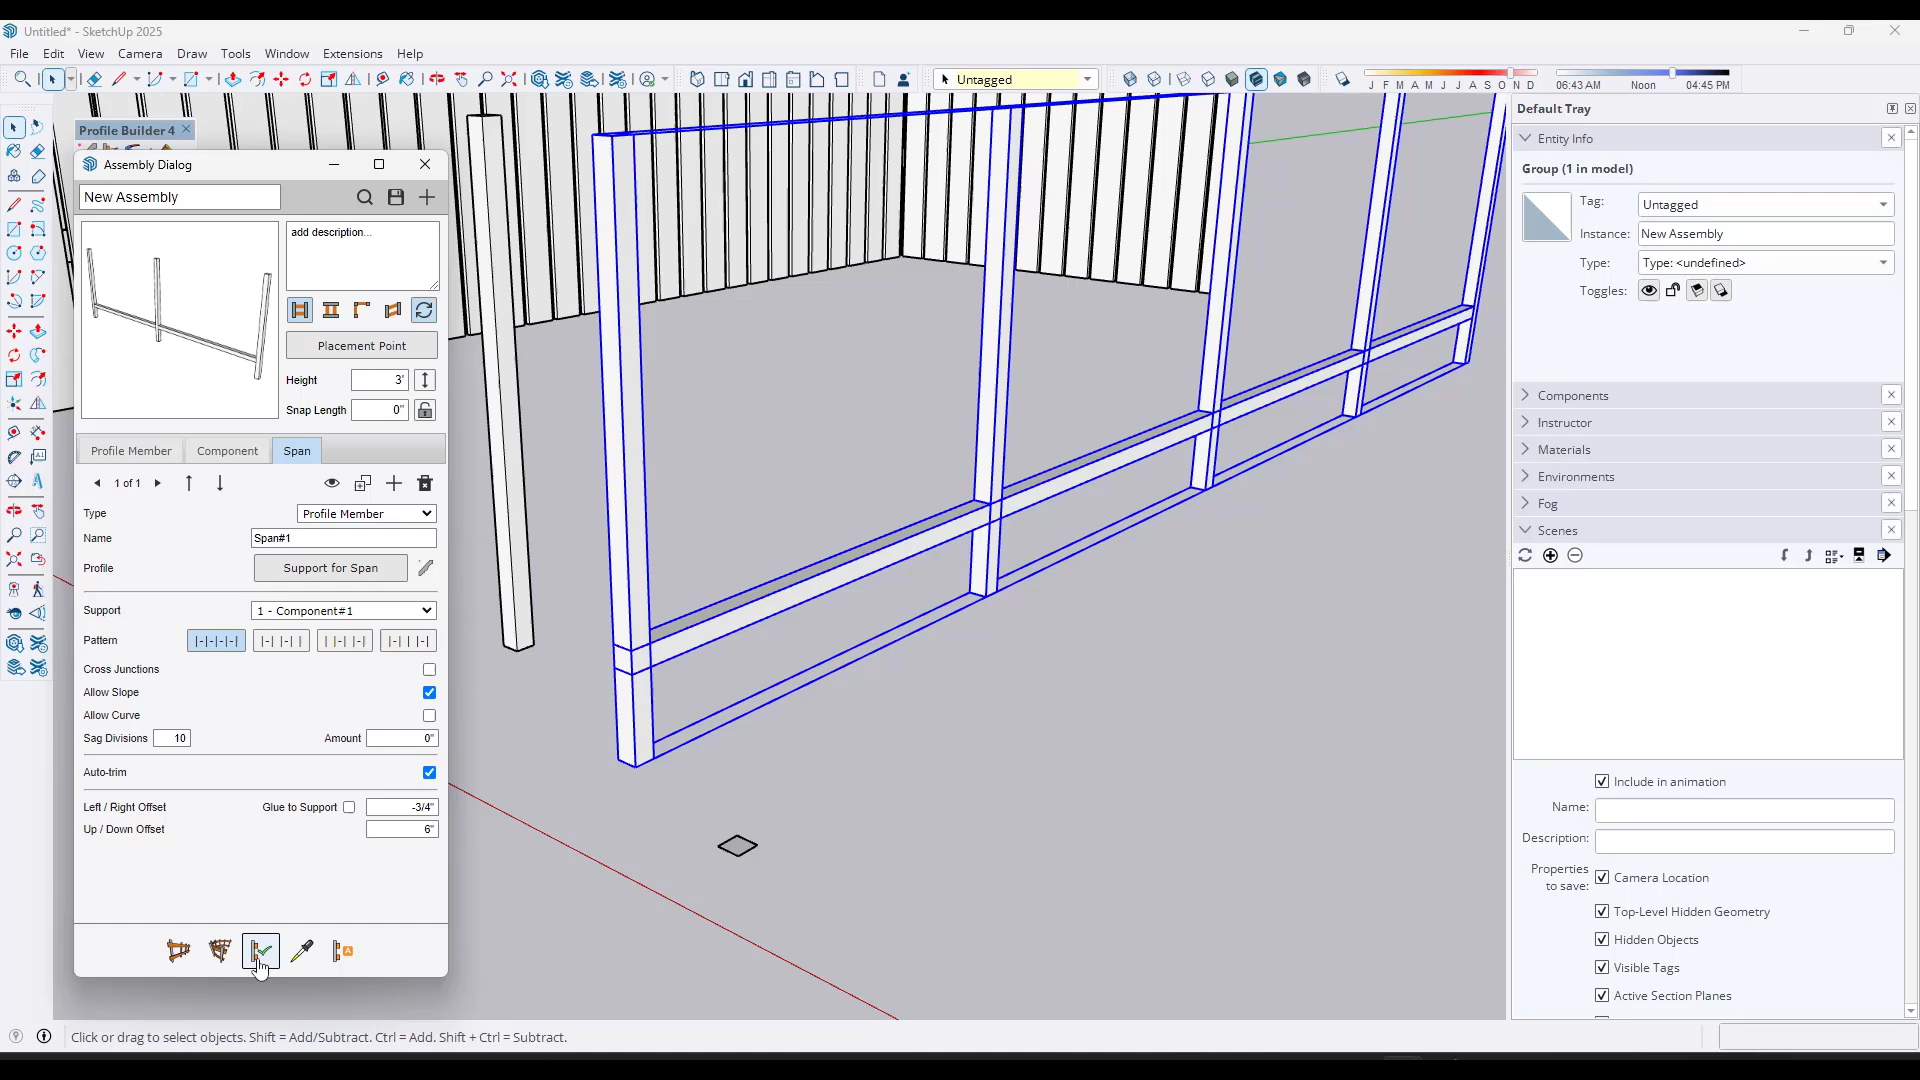 Untitled* - SketchUp 2025
File Edit View Camera Draw Tools Window Extensions Help
Untagged
J F M A M J J A S O N D
06:43 AM Noon 04:45 PM
Profile Builder 4
Assembly Dialog
New Assembly
add description...
Placement Point
Height 3'
Snap Length 0"
Profile Member Component Span
1 of 1
Type Profile Member
Name Span#1
Profile Support for Span
Support 1 - Component#1
Pattern
Cross Junctions
Allow Slope
Allow Curve
Sag Divisions 10 Amount 0"
Auto-trim
Left / Right Offset Glue to Support -3/4"
Up / Down Offset 6"
Default Tray
Entity Info
Group (1 in model)
Tag: Untagged
Instance: New Assembly
Type: Type: <undefined>
Toggles:
Components
Instructor
Materials
Environments
Fog
Scenes
Include in animation
Name:
Description:
Properties to save:
Camera Location
Top-Level Hidden Geometry
Hidden Objects
Visible Tags
Active Section Planes
Click or drag to select objects. Shift = Add/Subtract. Ctrl = Add. Shift + Ctrl = Subtract.